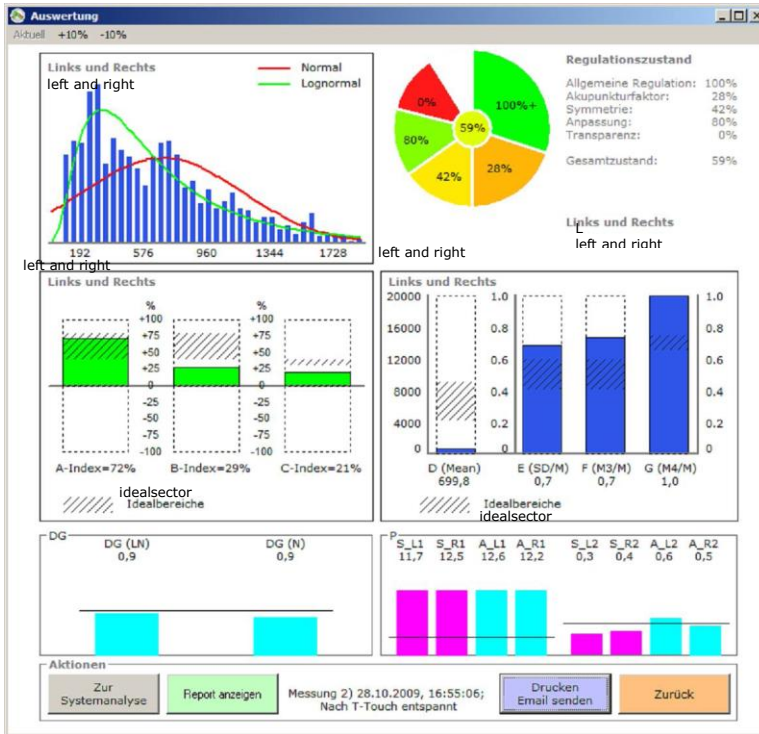 Auswertung
Aktuell +10% -10%
Links und Rechts
left and right
Normal
Lognormal
192 576 960 1344 1728
left and right
100%+
28%
42%
80%
0%
59%
Regulationszustand
Allgemeine Regulation: 100%
Akupunkturfaktor: 28%
Symmetrie: 42%
Anpassung: 80%
Transparenz: 0%
Gesamtzustand: 59%
Links und Rechts
L
left and right
left and right
Links und Rechts
% %
+100 +100
+75 +75
+50 +50
+25 +25
0 0
-25 -25
-50 -50
-75 -75
-100 -100
A-Index=72% B-Index=29% C-Index=21%
idealsector
Idealbereiche
Links und Rechts
20000 1.0 1.0
16000 0.8 0.8
12000 0.6 0.6
8000 0.4 0.4
4000 0.2 0.2
0 0 0
D (Mean) E (SD/M) F (M3/M) G (M4/M)
699,8 0,7 0,7 1,0
Idealbereiche
idealsector
DG
DG (LN) DG (N)
0,9 0,9
P
S_L1 S_R1 A_L1 A_R1 S_L2 S_R2 A_L2 A_R2
11,7 12,5 12,6 12,2 0,3 0,4 0,6 0,5
Aktionen
Zur
Systemanalyse
Report anzeigen
Messung 2) 28.10.2009, 16:55:06;
Nach T-Touch entspannt
Drucken
Email senden
Zurück